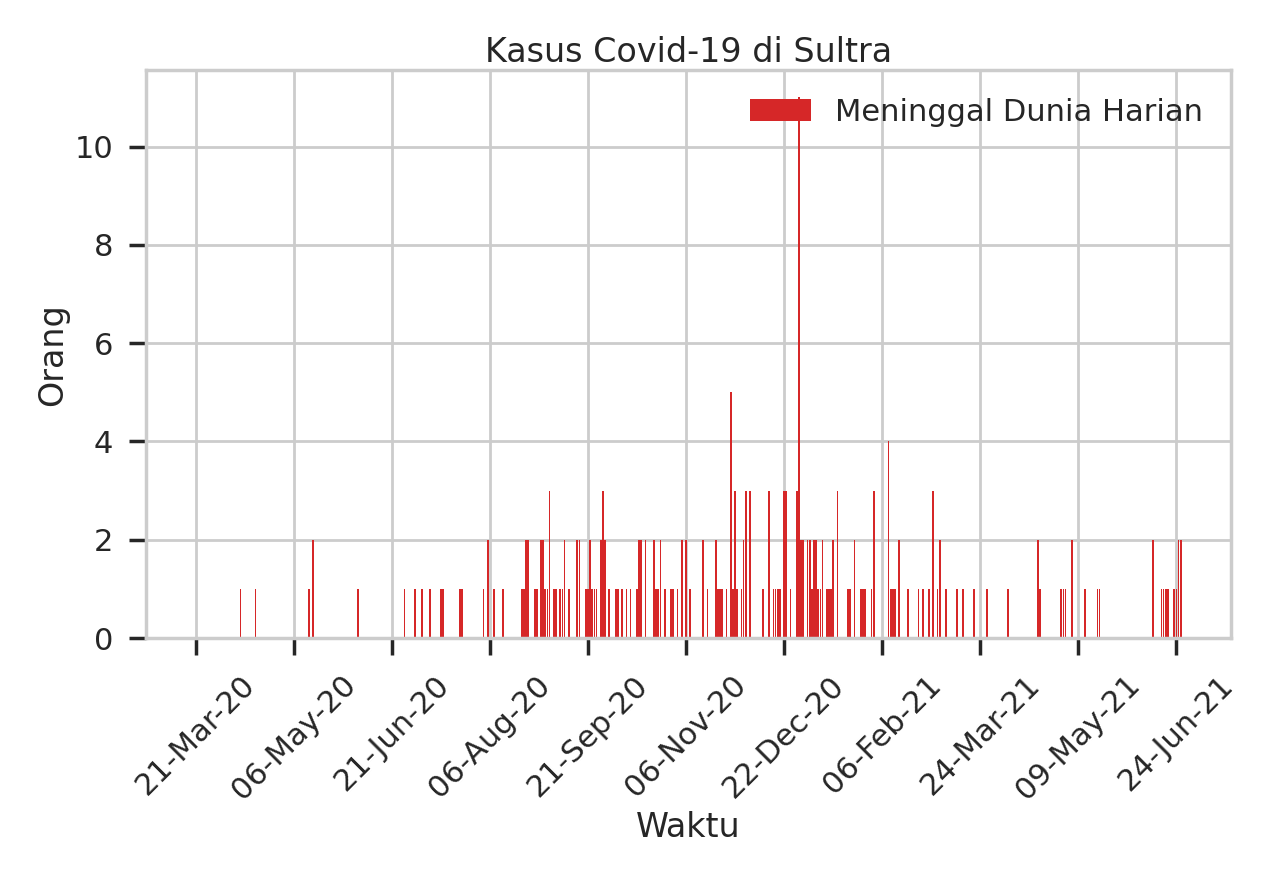 Kasus Covid-19 di Sultra
Meninggal Dunia Harian
10
8
6
4
2
0
Orang
21-Mar-20
06-May-20
21-Jun-20
06-Aug-20
21-Sep-20
06-Nov-20
22-Dec-20
06-Feb-21
24-Mar-21
09-May-21
24-Jun-21
Waktu